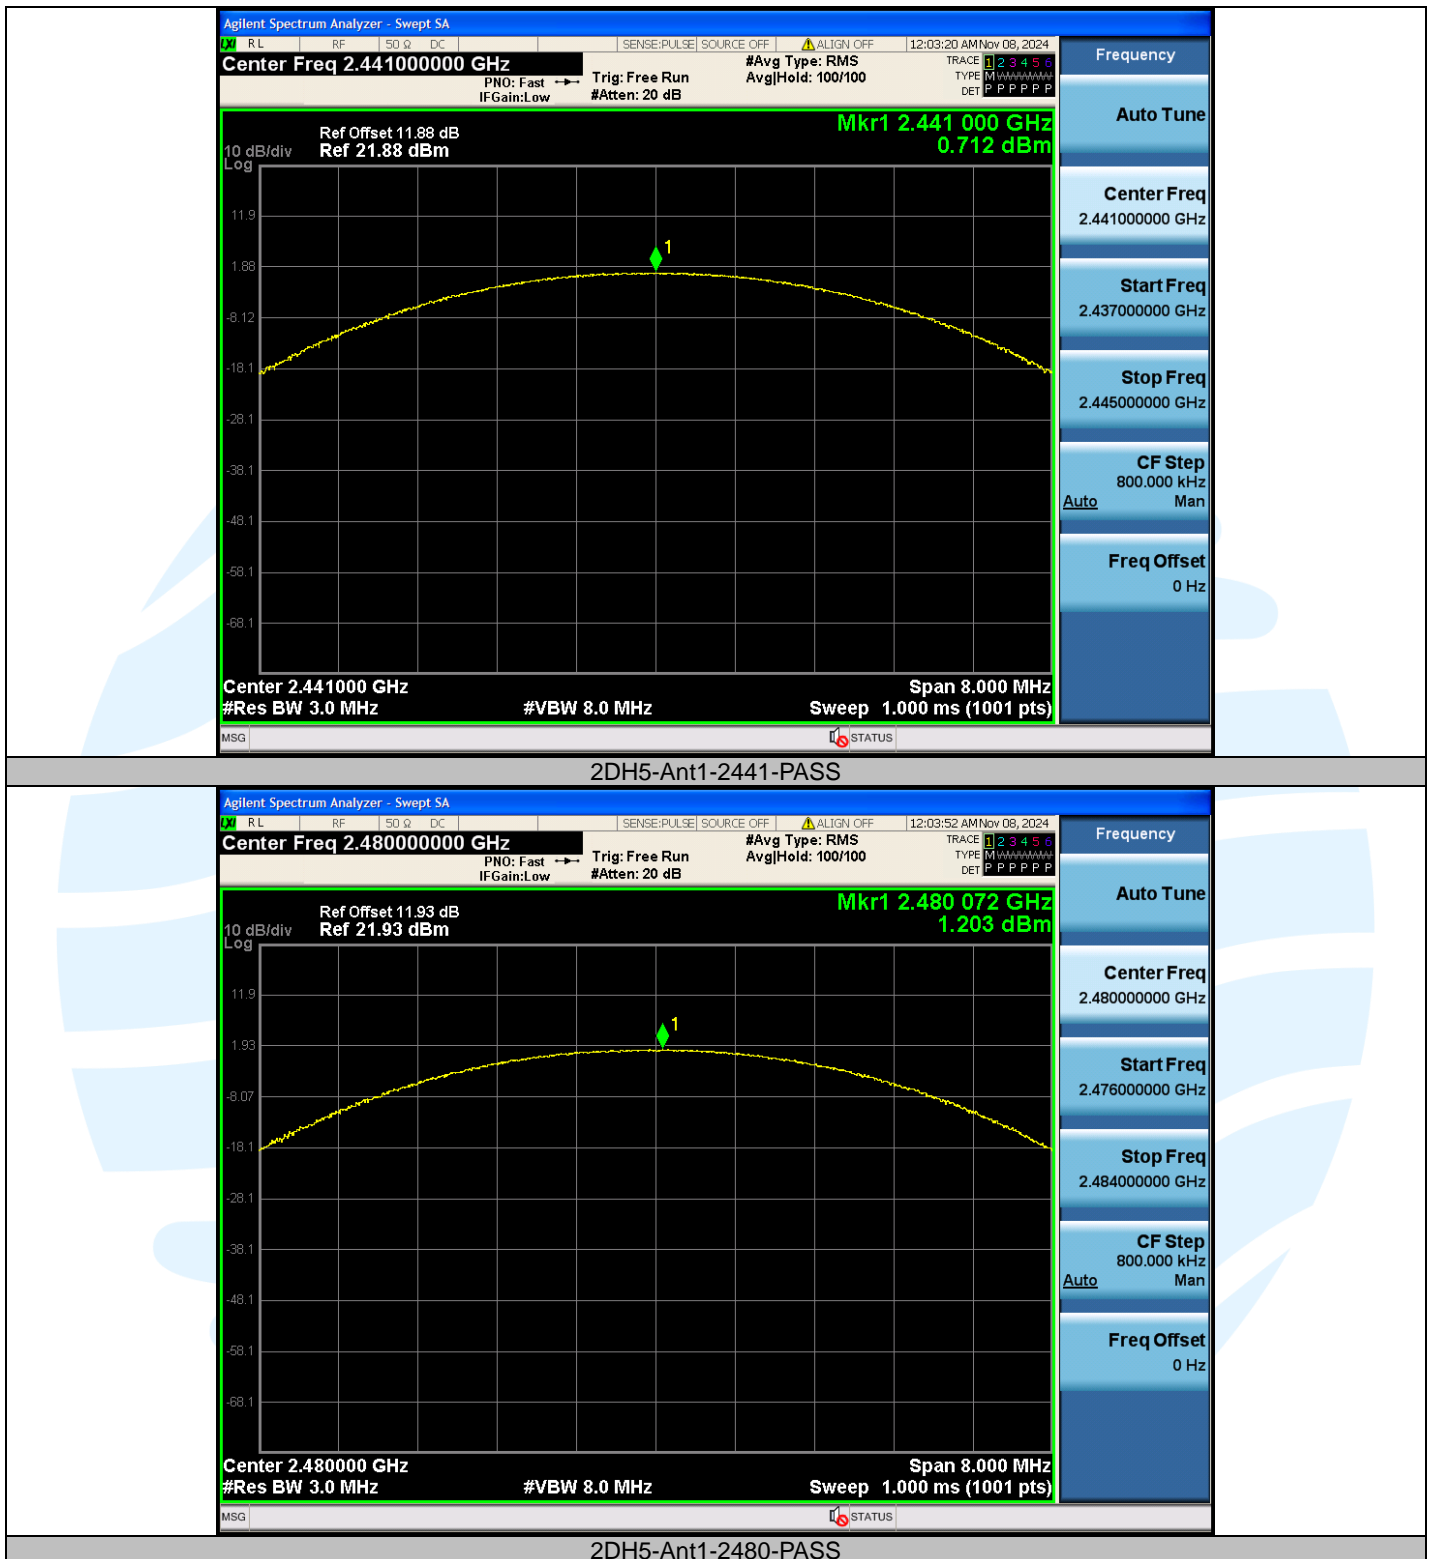 Agilent Spectrum Analyzer - Swept SA
LXI RL RF 50 Ω DC SENSE:PULSE SOURCE OFF ALIGN OFF 12:03:20 AM Nov 08, 2024
Center Freq 2.441000000 GHz
PNO: Fast
IFGain:Low
Trig: Free Run
#Atten: 20 dB
#Avg Type: RMS
Avg|Hold: 100/100
TRACE 1 2 3 4 5 6
TYPE M WWWWW
DET P P P P P P
Frequency
Auto Tune
Center Freq
2.441000000 GHz
Start Freq
2.437000000 GHz
Stop Freq
2.445000000 GHz
CF Step
800.000 kHz
Auto Man
Freq Offset
0 Hz
Mkr1 2.441 000 GHz
0.712 dBm
Ref Offset 11.88 dB
10 dB/div Ref 21.88 dBm
Log
11.9
1
1.88
-8.12
-18.1
-28.1
-38.1
-48.1
-58.1
-68.1
Center 2.441000 GHz Span 8.000 MHz
#Res BW 3.0 MHz #VBW 8.0 MHz Sweep 1.000 ms (1001 pts)
MSG STATUS
2DH5-Ant1-2441-PASS
Agilent Spectrum Analyzer - Swept SA
LXI RL RF 50 Ω DC SENSE:PULSE SOURCE OFF ALIGN OFF 12:03:52 AM Nov 08, 2024
Center Freq 2.480000000 GHz
PNO: Fast
IFGain:Low
Trig: Free Run
#Atten: 20 dB
#Avg Type: RMS
Avg|Hold: 100/100
TRACE 1 2 3 4 5 6
TYPE M WWWWW
DET P P P P P P
Frequency
Auto Tune
Center Freq
2.480000000 GHz
Start Freq
2.476000000 GHz
Stop Freq
2.484000000 GHz
CF Step
800.000 kHz
Auto Man
Freq Offset
0 Hz
Mkr1 2.480 072 GHz
1.203 dBm
Ref Offset 11.93 dB
10 dB/div Ref 21.93 dBm
Log
11.9
1
1.93
-8.07
-18.1
-28.1
-38.1
-48.1
-58.1
-68.1
Center 2.480000 GHz Span 8.000 MHz
#Res BW 3.0 MHz #VBW 8.0 MHz Sweep 1.000 ms (1001 pts)
MSG STATUS
2DH5-Ant1-2480-PASS